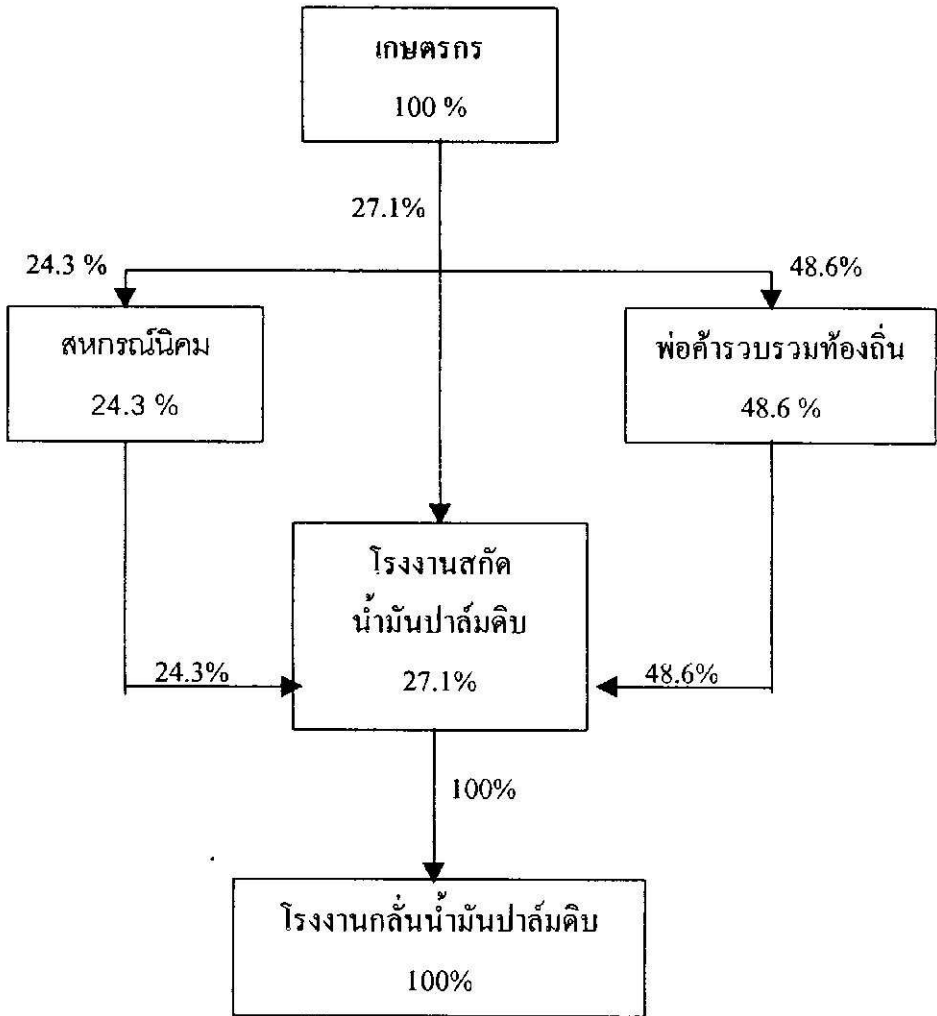 เกษตรกร
100 %
27.1%
24.3 %
48.6%
สหกรณ์นิคม
24.3 %
พ่อค้ารวบรวมท้องถิ่น
48.6 %
โรงงานสกัด
น้ำมันปาล์มดิบ
27.1%
24.3%
48.6%
100%
โรงงานกลั่นน้ำมันปาล์มดิบ
100%